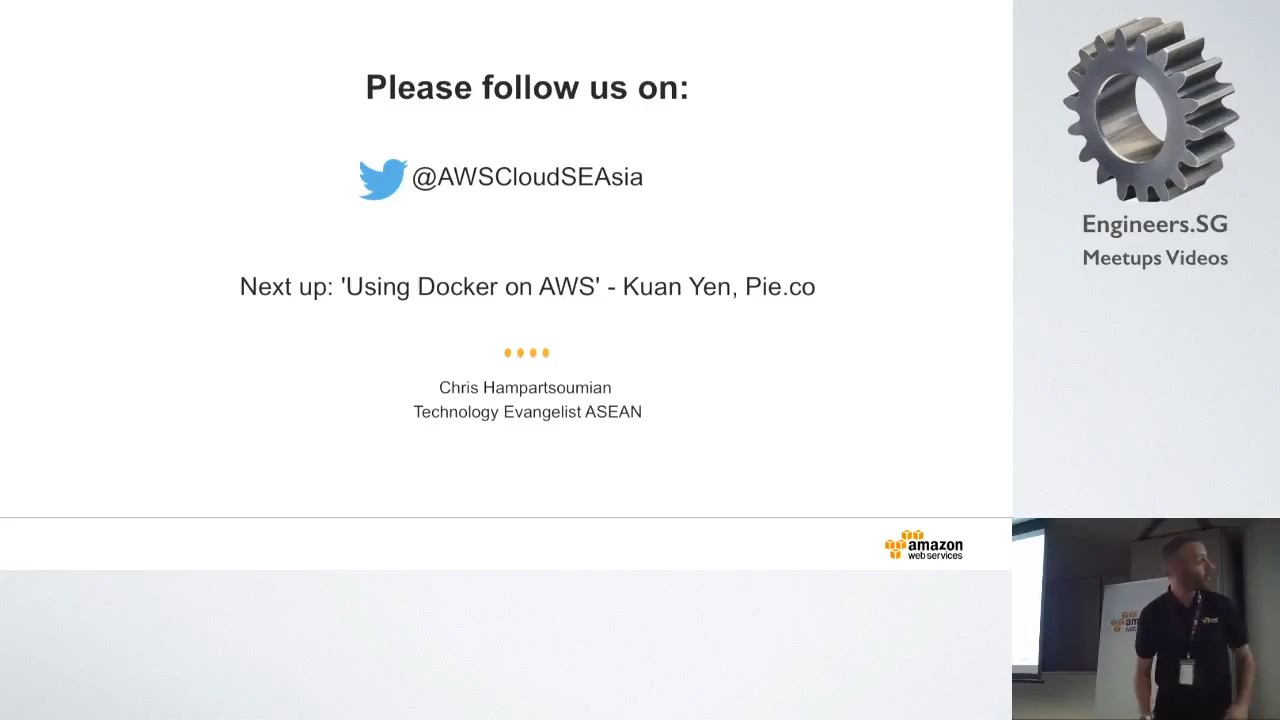 Please follow us on:
@AWSCloudSEAsia
Next up: 'Using Docker on AWS' - Kuan Yen, Pie.co
Chris Hampartsoumian
Technology Evangelist ASEAN
amazon
web services
Engineers.SG
Meetups Videos